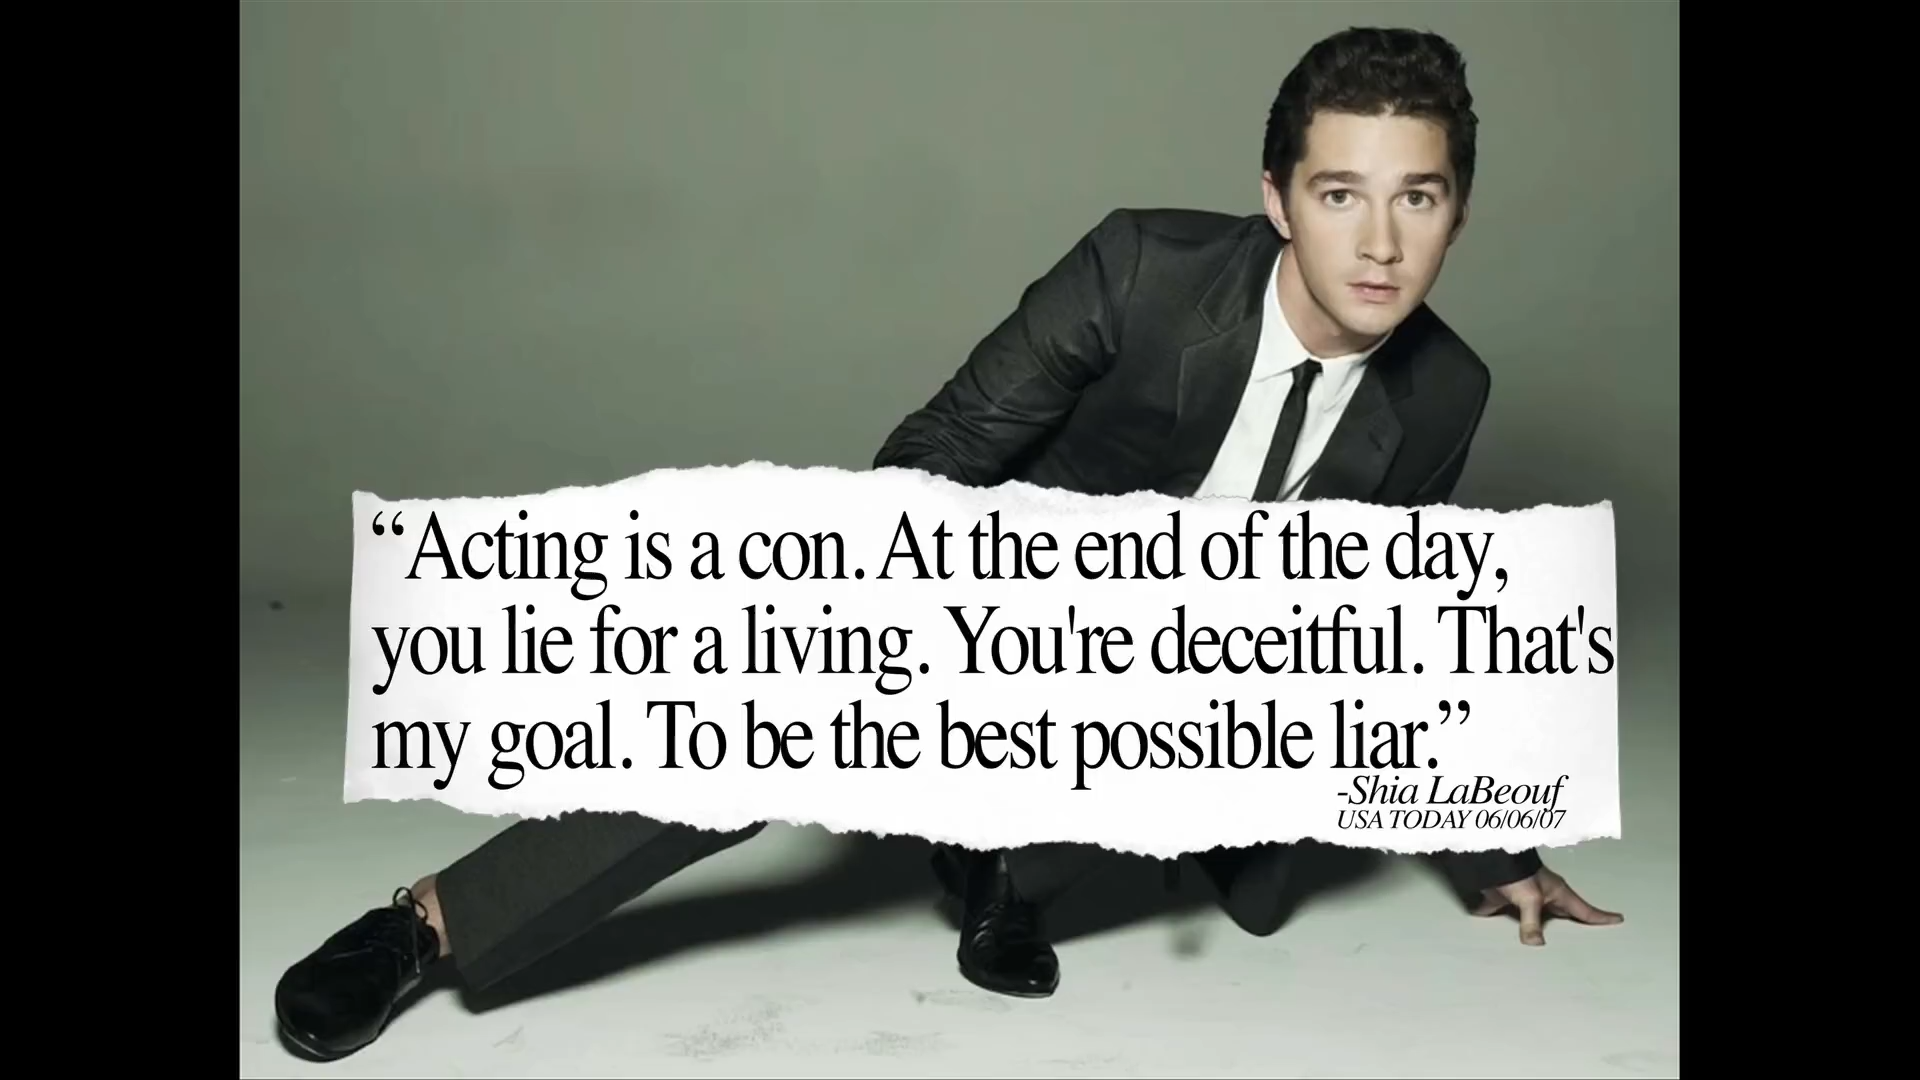 “Acting is a con. At the end of the day,
you lie for a living. You're deceitful. That's
my goal. To be the best possible liar.”
-Shia LaBeouf
USA TODAY 06/06/07